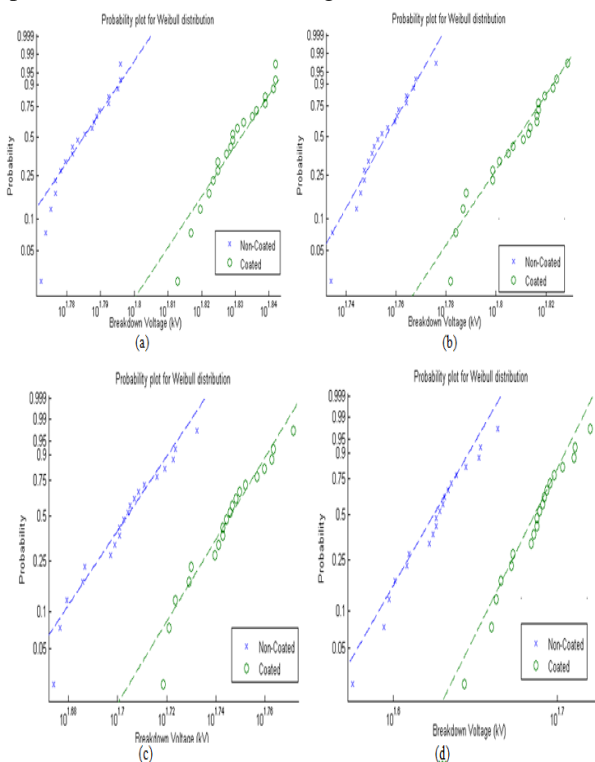 Probability plot for Weibull distribution
0.999
0.99
0.95
0.9
0.75
0.5
0.25
0.1
0.05
Probability
Non-Coated
Coated
10^1.78
10^1.79
10^1.8
10^1.81
10^1.82
10^1.83
10^1.84
Breakdown Voltage (kV)
(a)
Probability plot for Weibull distribution
0.999
0.99
0.95
0.9
0.75
0.5
0.25
0.1
0.05
Probability
Non-Coated
Coated
10^1.74
10^1.76
10^1.78
10^1.8
10^1.82
Breakdown Voltage (kV)
(b)
Probability plot for Weibull distribution
0.999
0.99
0.95
0.9
0.75
0.5
0.25
0.1
0.05
Probability
Non-Coated
Coated
10^1.68
10^1.7
10^1.72
10^1.74
10^1.76
Breakdown Voltage (kV)
(c)
Probability plot for Weibull distribution
0.999
0.99
0.95
0.9
0.75
0.5
0.25
0.1
0.05
Probability
Non-Coated
Coated
10^1.6
10^1.7
Breakdown Voltage (kV)
(d)